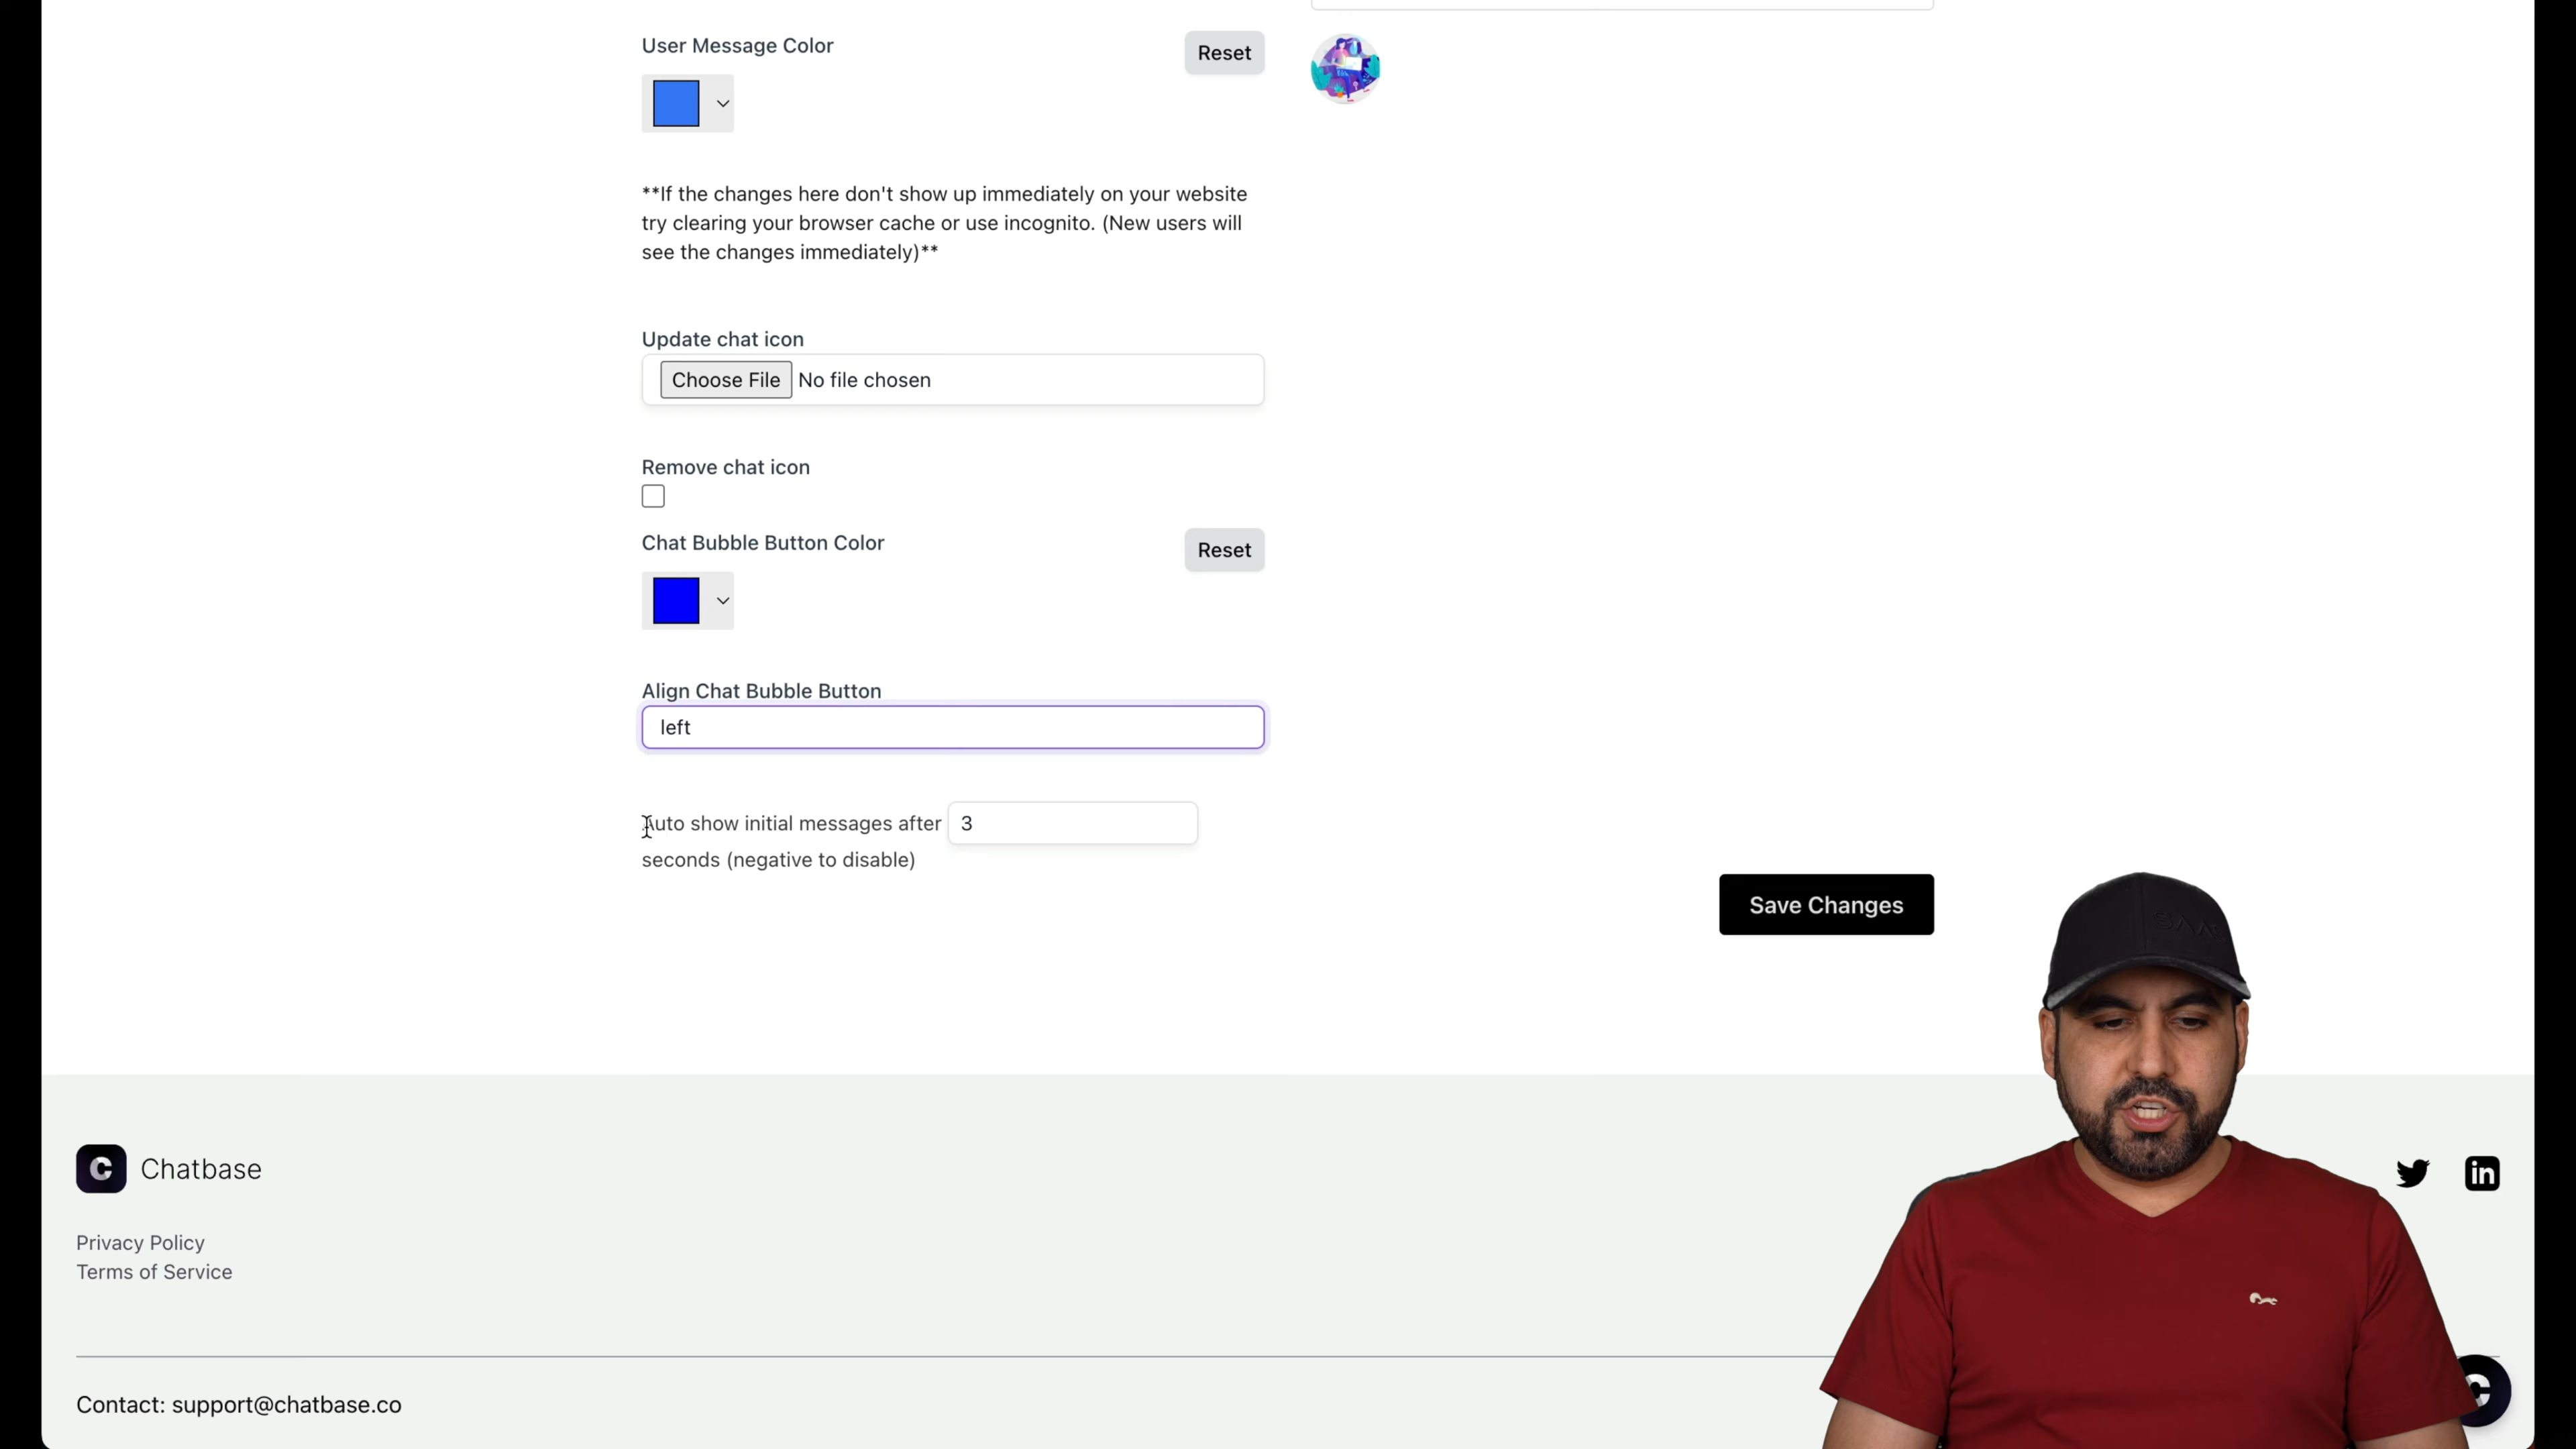 User Message Color
Reset
**If the changes here don't show up immediately on your website
try clearing your browser cache or use incognito. (New users will
see the changes immediately)**
Update chat icon
Choose File No file chosen
Remove chat icon
Chat Bubble Button Color
Reset
Align Chat Bubble Button
left
Auto show initial messages after 3
seconds (negative to disable)
Save Changes
C Chatbase
in
Privacy Policy
Terms of Service
Contact: support@chatbase.co
C